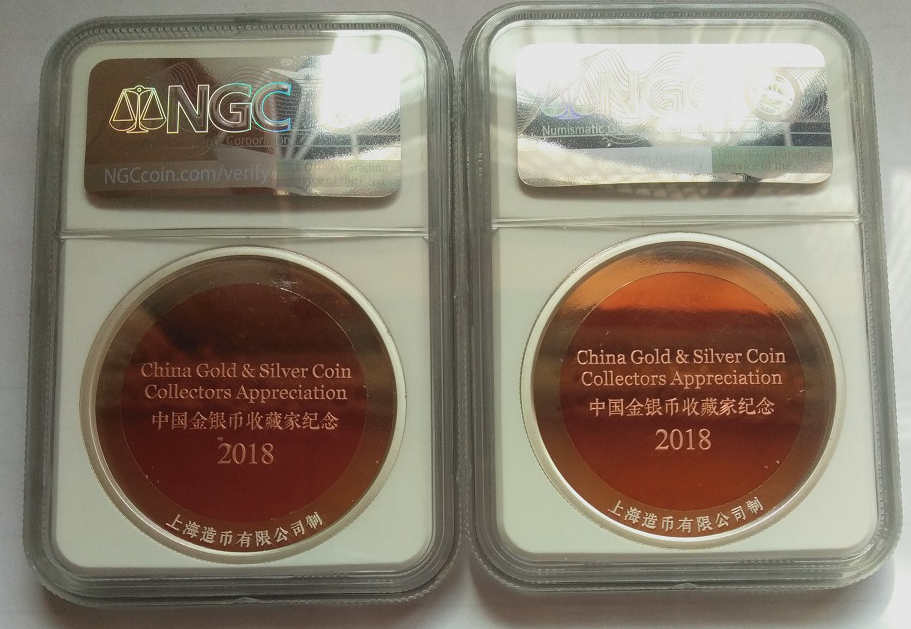 NGC
Corporation
NGCcoin.com/verify
China Gold & Silver Coin
Collectors Appreciation
中国金银币收藏家纪念
2018
上海造币有限公司制
NGC
Numismatic
China Gold & Silver Coin
Collectors Appreciation
中国金银币收藏家纪念
2018
上海造币有限公司制